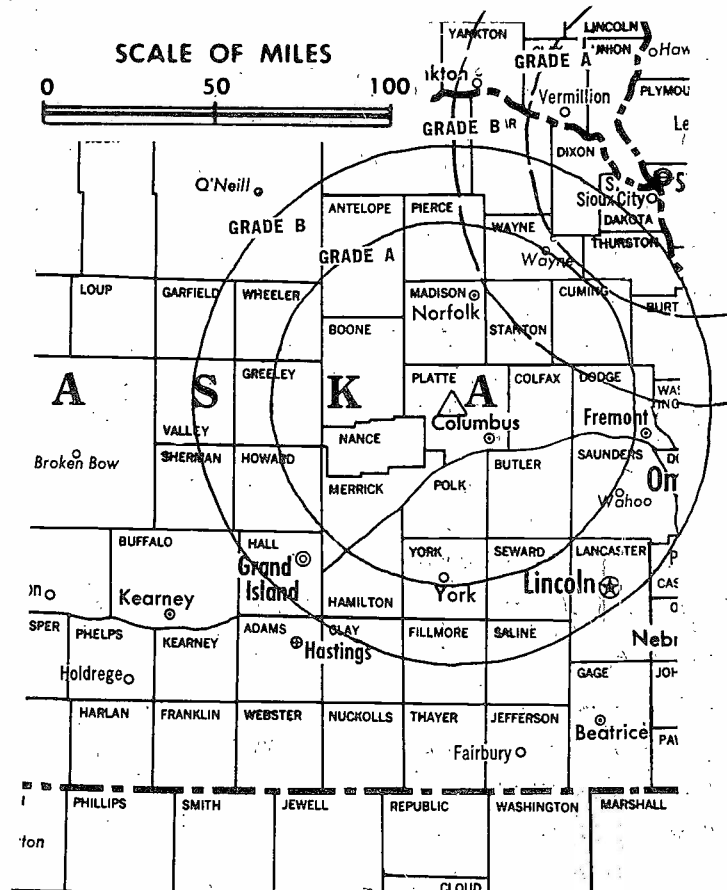 LINCOLN
YANKTON
UNION
Haw
SCALE OF MILES
GRADE A
0 50 100
PLYMOU
Vermillion
GRADE B
DIXON
O'Neill
Sioux City
ANTELOPE PIERCE
DAKOTA
GRADE B
WAYNE
THURSTON
GRADE A
Wayne
LOUP GARFIELD WHEELER MADISON CUMING
BURT
Norfolk
BOONE STANTON
GREELEY PLATTE COLFAX DODGE
A S K A
Fremont
Columbus
VALLEY
NANCE
SHERMAN HOWARD BUTLER SAUNDERS
Broken Bow
MERRICK POLK
Wahoo
BUFFALO HALL YORK SEWARD LANCASTER
Grand
Island
York Lincoln
Kearney
HAMILTON
SPER PHELPS ADAMS CLAY FILLMORE SALINE
KEARNEY Hastings
Nebr
Holdrege
GAGE
HARLAN FRANKLIN WEBSTER NUCKOLLS THAYER JEFFERSON
Beatrice
Fairbury
PHILLIPS SMITH JEWELL REPUBLIC WASHINGTON MARSHALL
ton
CLOUD